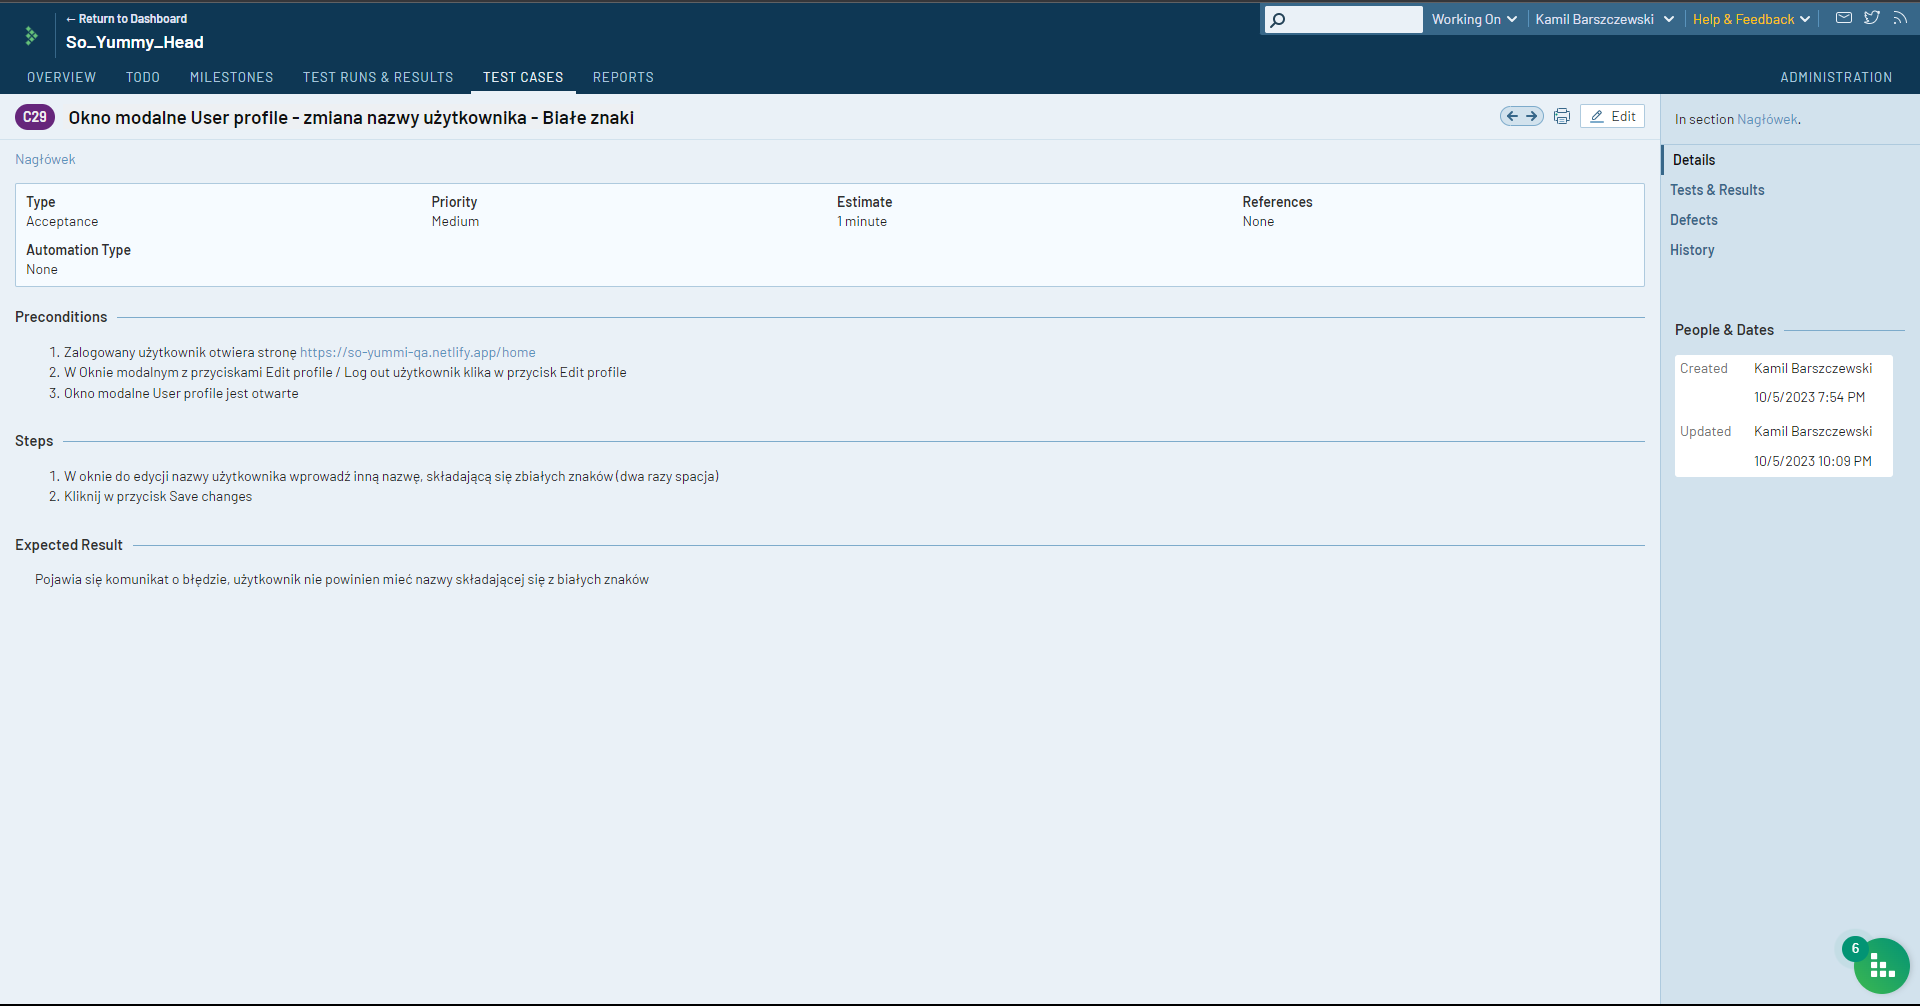 ← Return to Dashboard
So_Yummy_Head
Working On
Kamil Barszczewski
Help & Feedback
OVERVIEW
TODO
MILESTONES
TEST RUNS & RESULTS
TEST CASES
REPORTS
ADMINISTRATION
C29
Okno modalne User profile - zmiana nazwy użytkownika - Białe znaki
Edit
Nagłówek
Type
Acceptance
Priority
Medium
Estimate
1 minute
References
None
Automation Type
None
Preconditions
1. Zalogowany użytkownik otwiera stronę https://so-yummi-qa.netlify.app/home
2. W Oknie modalnym z przyciskami Edit profile / Log out użytkownik klika w przycisk Edit profile
3. Okno modalne User profile jest otwarte
Steps
1. W oknie do edycji nazwy użytkownika wprowadź inną nazwę, składającą się zbiałych znaków (dwa razy spacja)
2. Kliknij w przycisk Save changes
Expected Result
Pojawia się komunikat o błędzie, użytkownik nie powinien mieć nazwy składającej się z białych znaków
In section Nagłówek.
Details
Tests & Results
Defects
History
People & Dates
Created
Kamil Barszczewski
10/5/2023 7:54 PM
Updated
Kamil Barszczewski
10/5/2023 10:09 PM
6